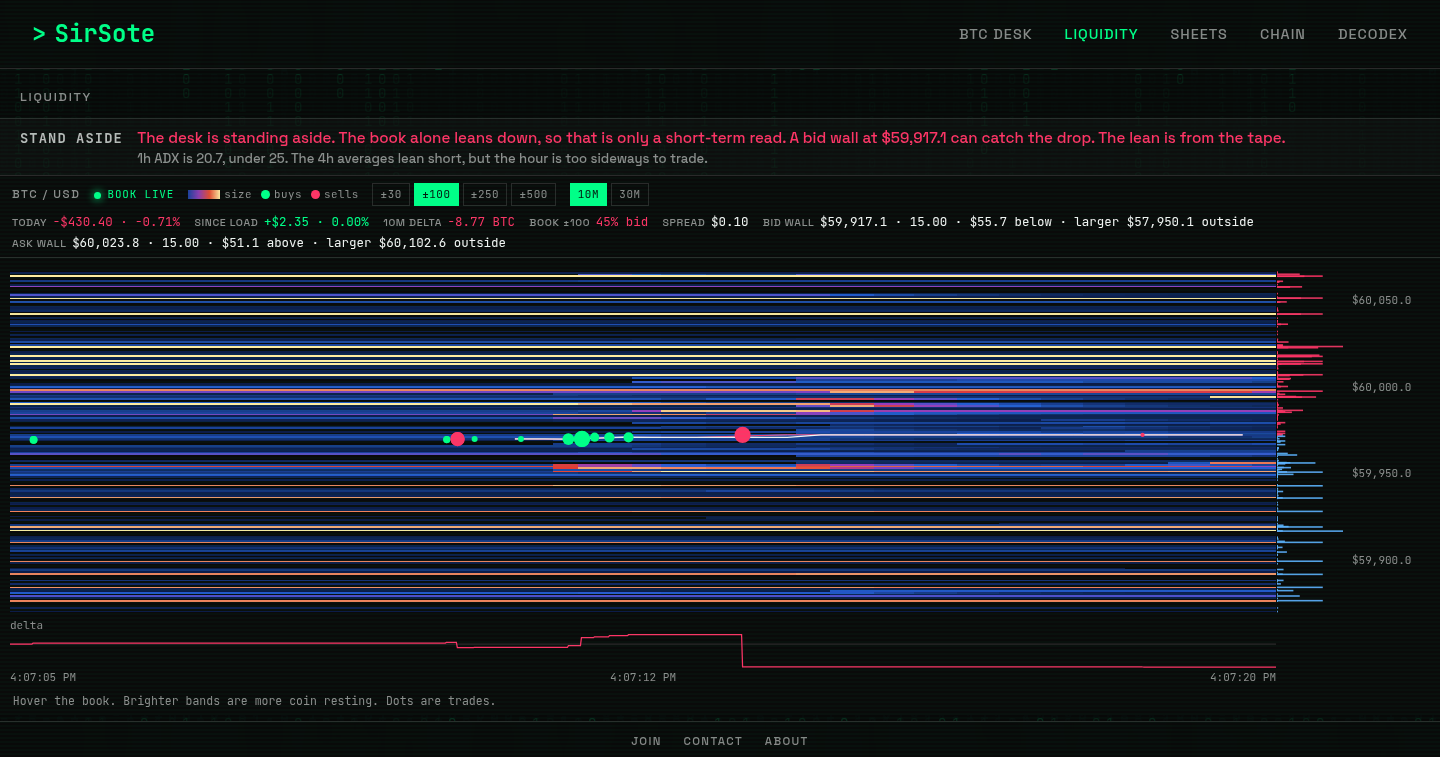 > SirSote
BTC DESK LIQUIDITY SHEETS CHAIN DECODEX
LIQUIDITY
STAND ASIDE The desk is standing aside. The book alone leans down, so that is only a short-term read. A bid wall at $59,917.1 can catch the drop. The lean is from the tape.
1h ADX is 20.7, under 25. The 4h averages lean short, but the hour is too sideways to trade.
BTC / USD BOOK LIVE size buys sells ±30 ±100 ±250 ±500 10M 30M
TODAY -$430.40 · -0.71% SINCE LOAD +$2.35 · 0.00% 10M DELTA -8.77 BTC BOOK ±100 45% bid SPREAD $0.10 BID WALL $59,917.1 · 15.00 · $55.7 below · larger $57,950.1 outside
ASK WALL $60,023.8 · 15.00 · $51.1 above · larger $60,102.6 outside
$60,050.0
$60,000.0
$59,950.0
$59,900.0
delta
4:07:05 PM 4:07:12 PM 4:07:20 PM
Hover the book. Brighter bands are more coin resting. Dots are trades.
JOIN CONTACT ABOUT